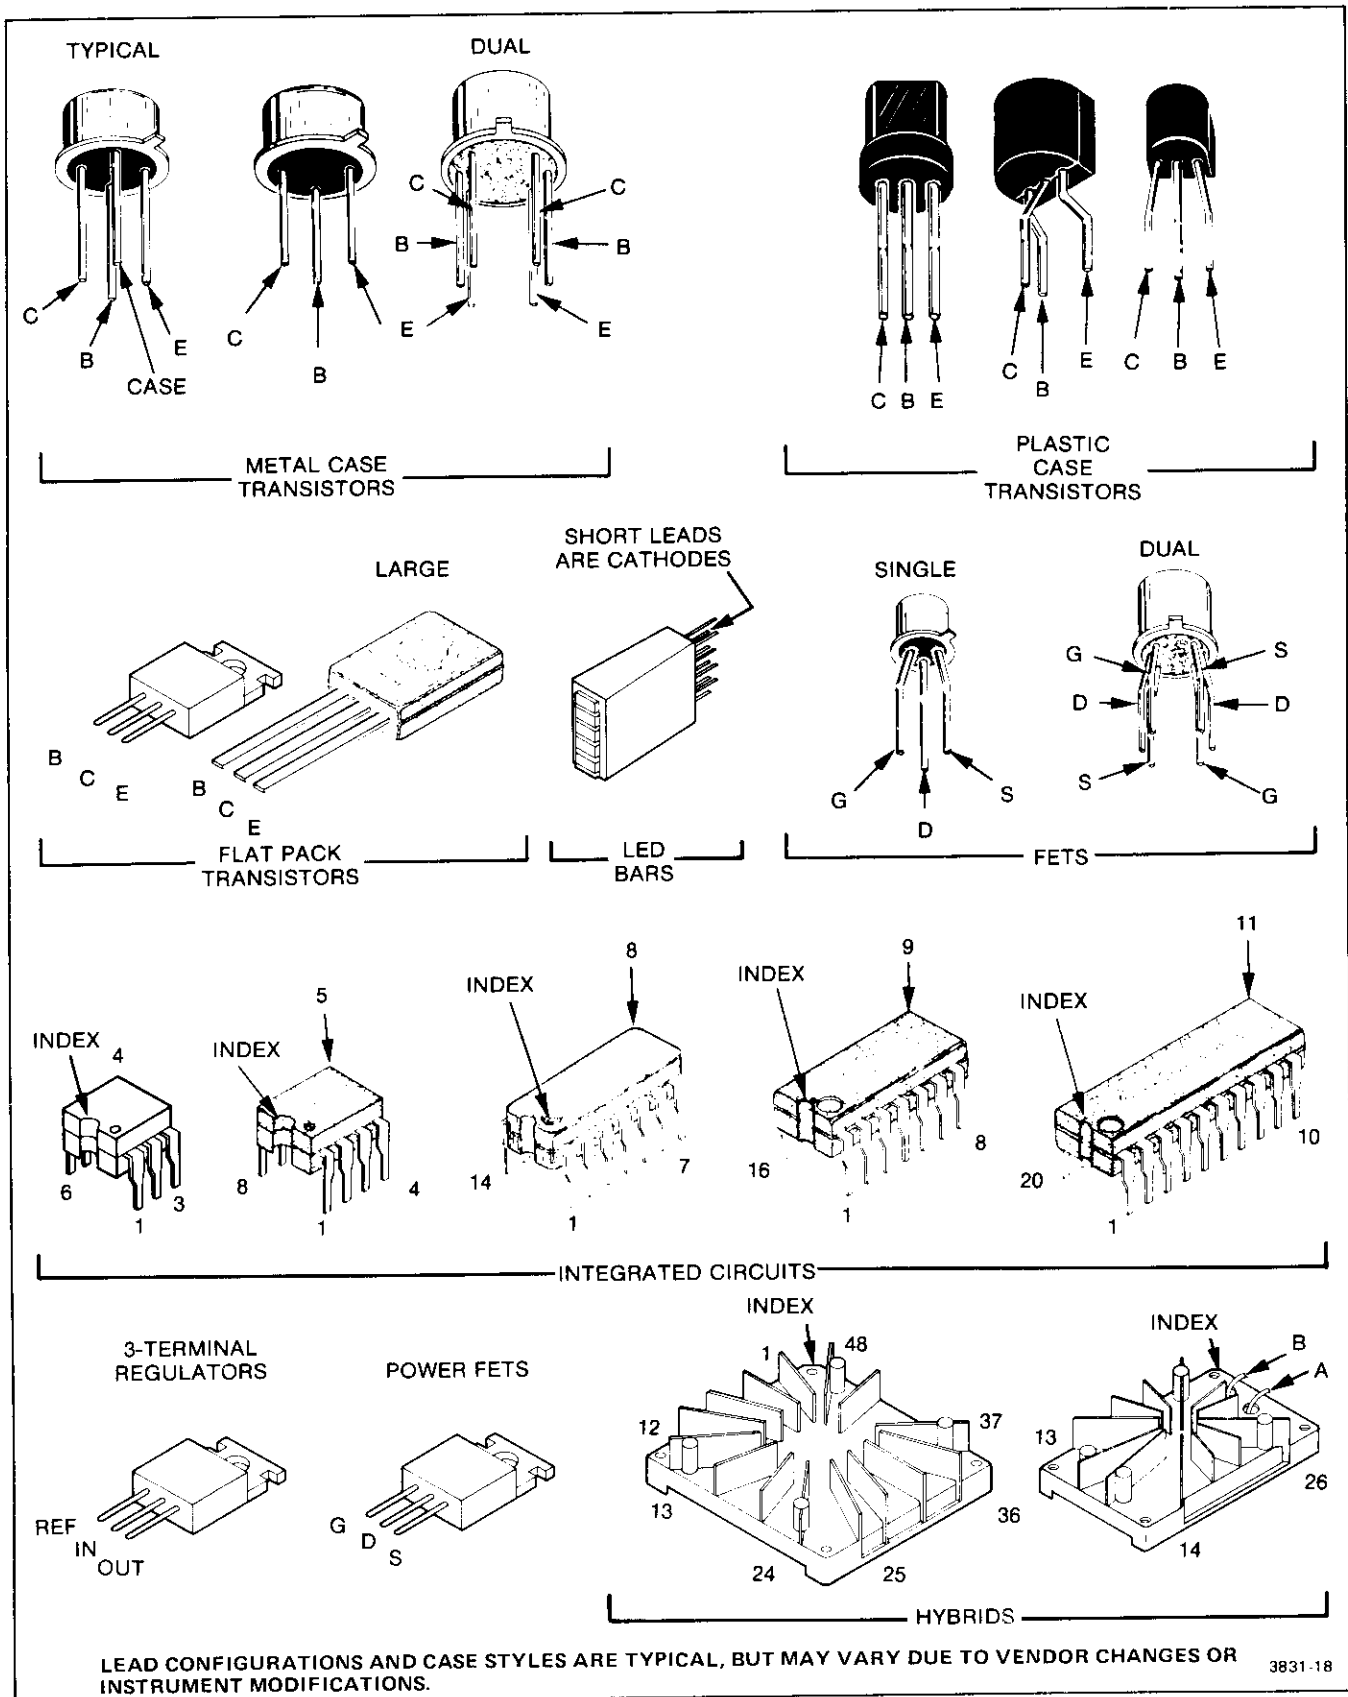 TYPICAL
DUAL
C
B
E
CASE
C
B
E
C
C
B
B
E
E
C B E
C
B
E
C
B
E
METAL CASE
TRANSISTORS
PLASTIC
CASE
TRANSISTORS
LARGE
SHORT LEADS
ARE CATHODES
SINGLE
DUAL
B
C
E
B
C
E
G
D
S
G
S
D
D
S
G
FLAT PACK
TRANSISTORS
LED
BARS
FETS
INDEX
4
6
1
3
INDEX
5
8
1
4
INDEX
8
14
1
7
INDEX
9
16
1
8
INDEX
11
20
1
10
INTEGRATED CIRCUITS
3-TERMINAL
REGULATORS
REF
IN
OUT
POWER FETS
G
D
S
INDEX
1
48
12
37
13
36
24
25
INDEX
B
A
13
26
14
HYBRIDS
LEAD CONFIGURATIONS AND CASE STYLES ARE TYPICAL, BUT MAY VARY DUE TO VENDOR CHANGES OR
INSTRUMENT MODIFICATIONS.
3831-18